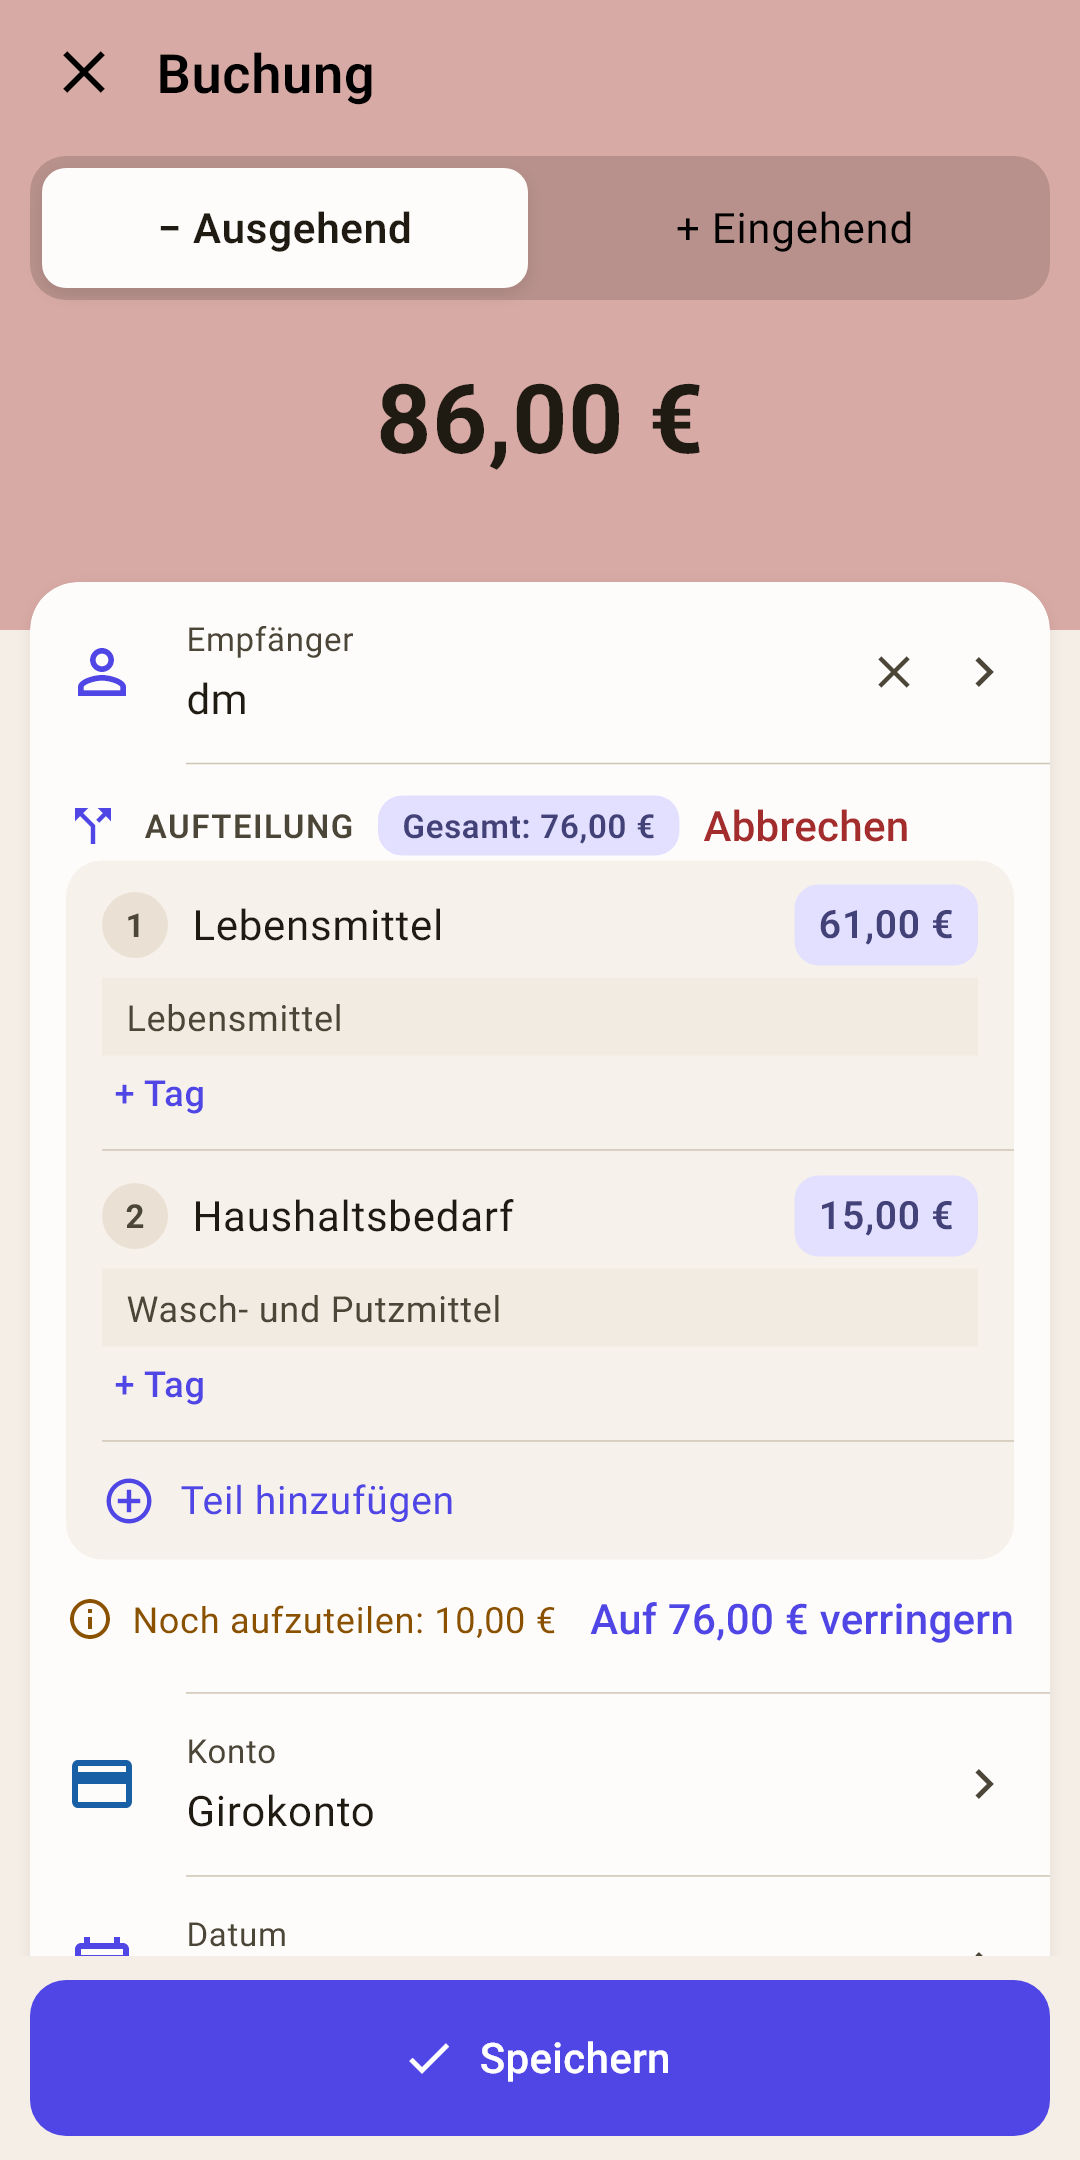 Buchung
− Ausgehend
+ Eingehend
86,00 €
Empfänger
dm
AUFTEILUNG Gesamt: 76,00 € Abbrechen
1 Lebensmittel 61,00 €
Lebensmittel
+ Tag
2 Haushaltsbedarf 15,00 €
Wasch- und Putzmittel
+ Tag
Teil hinzufügen
Noch aufzuteilen: 10,00 € Auf 76,00 € verringern
Konto
Girokonto
Datum
Speichern